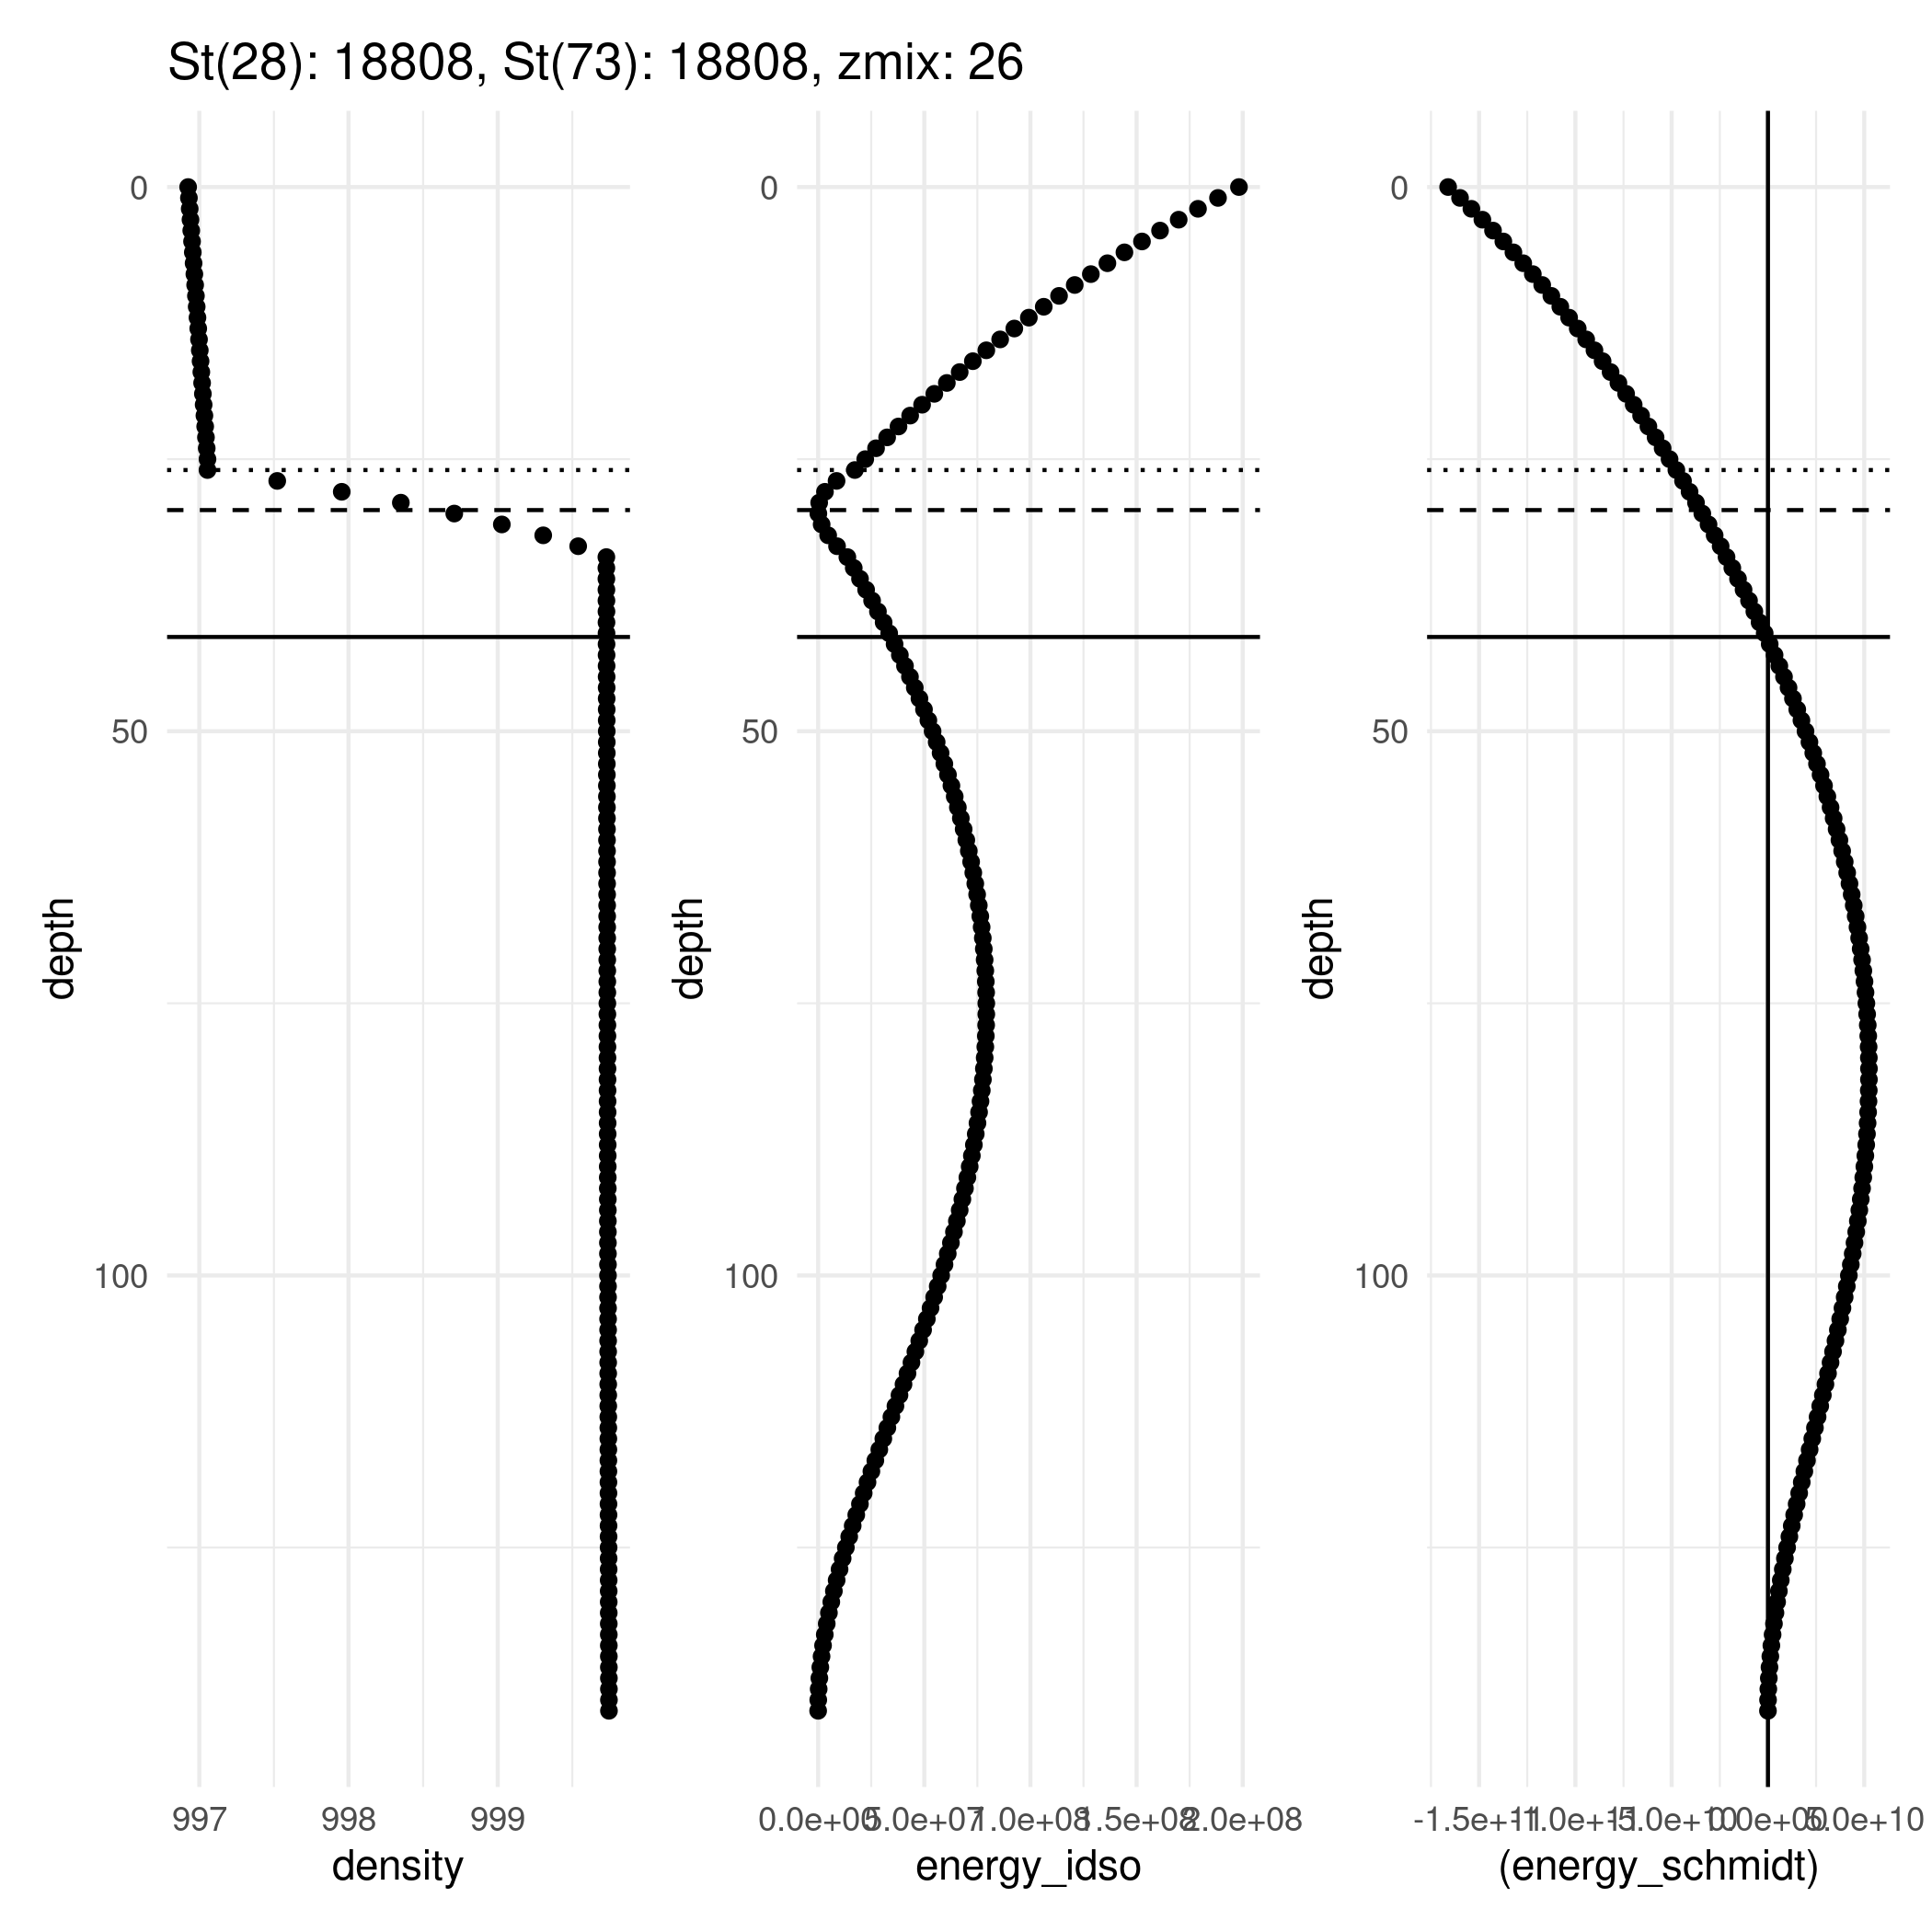 St(28): 18808, St(73): 18808, zmix: 26
0
50
100
depth
997
998
999
density
0
50
100
depth
0.0e+00
5.0e+07
1.0e+08
1.5e+08
2.0e+08
energy_idso
0
50
100
depth
-1.5e+11
-1.0e+11
-5.0e+10
0.0e+00
5.0e+10
(energy_schmidt)